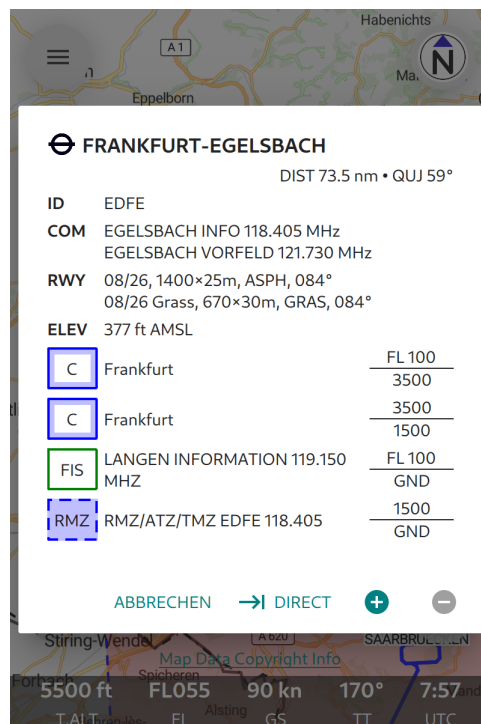 Habenichts
A 1
N
Eppelborn
FRANKFURT-EGELSBACH
DIST 73.5 nm • QUJ 59°
ID EDFE
COM EGELSBACH INFO 118.405 MHz
EGELSBACH VORFELD 121.730 MHz
RWY 08/26, 1400×25m, ASPH, 084°
08/26 Grass, 670×30m, GRAS, 084°
ELEV 377 ft AMSL
C Frankfurt FL 100
3500
C Frankfurt 3500
1500
FIS LANGEN INFORMATION 119.150 MHZ FL 100
GND
RMZ RMZ/ATZ/TMZ EDFE 118.405 1500
GND
ABBRECHEN DIRECT
Stiring-Wendel A 620 SAARBRUECKEN
Map Data Copyright Info
Spicheren
Forbach
5500 ft FL055 90 kn 170° 7:57
Alsting
T-ALT FL GS TT UTC